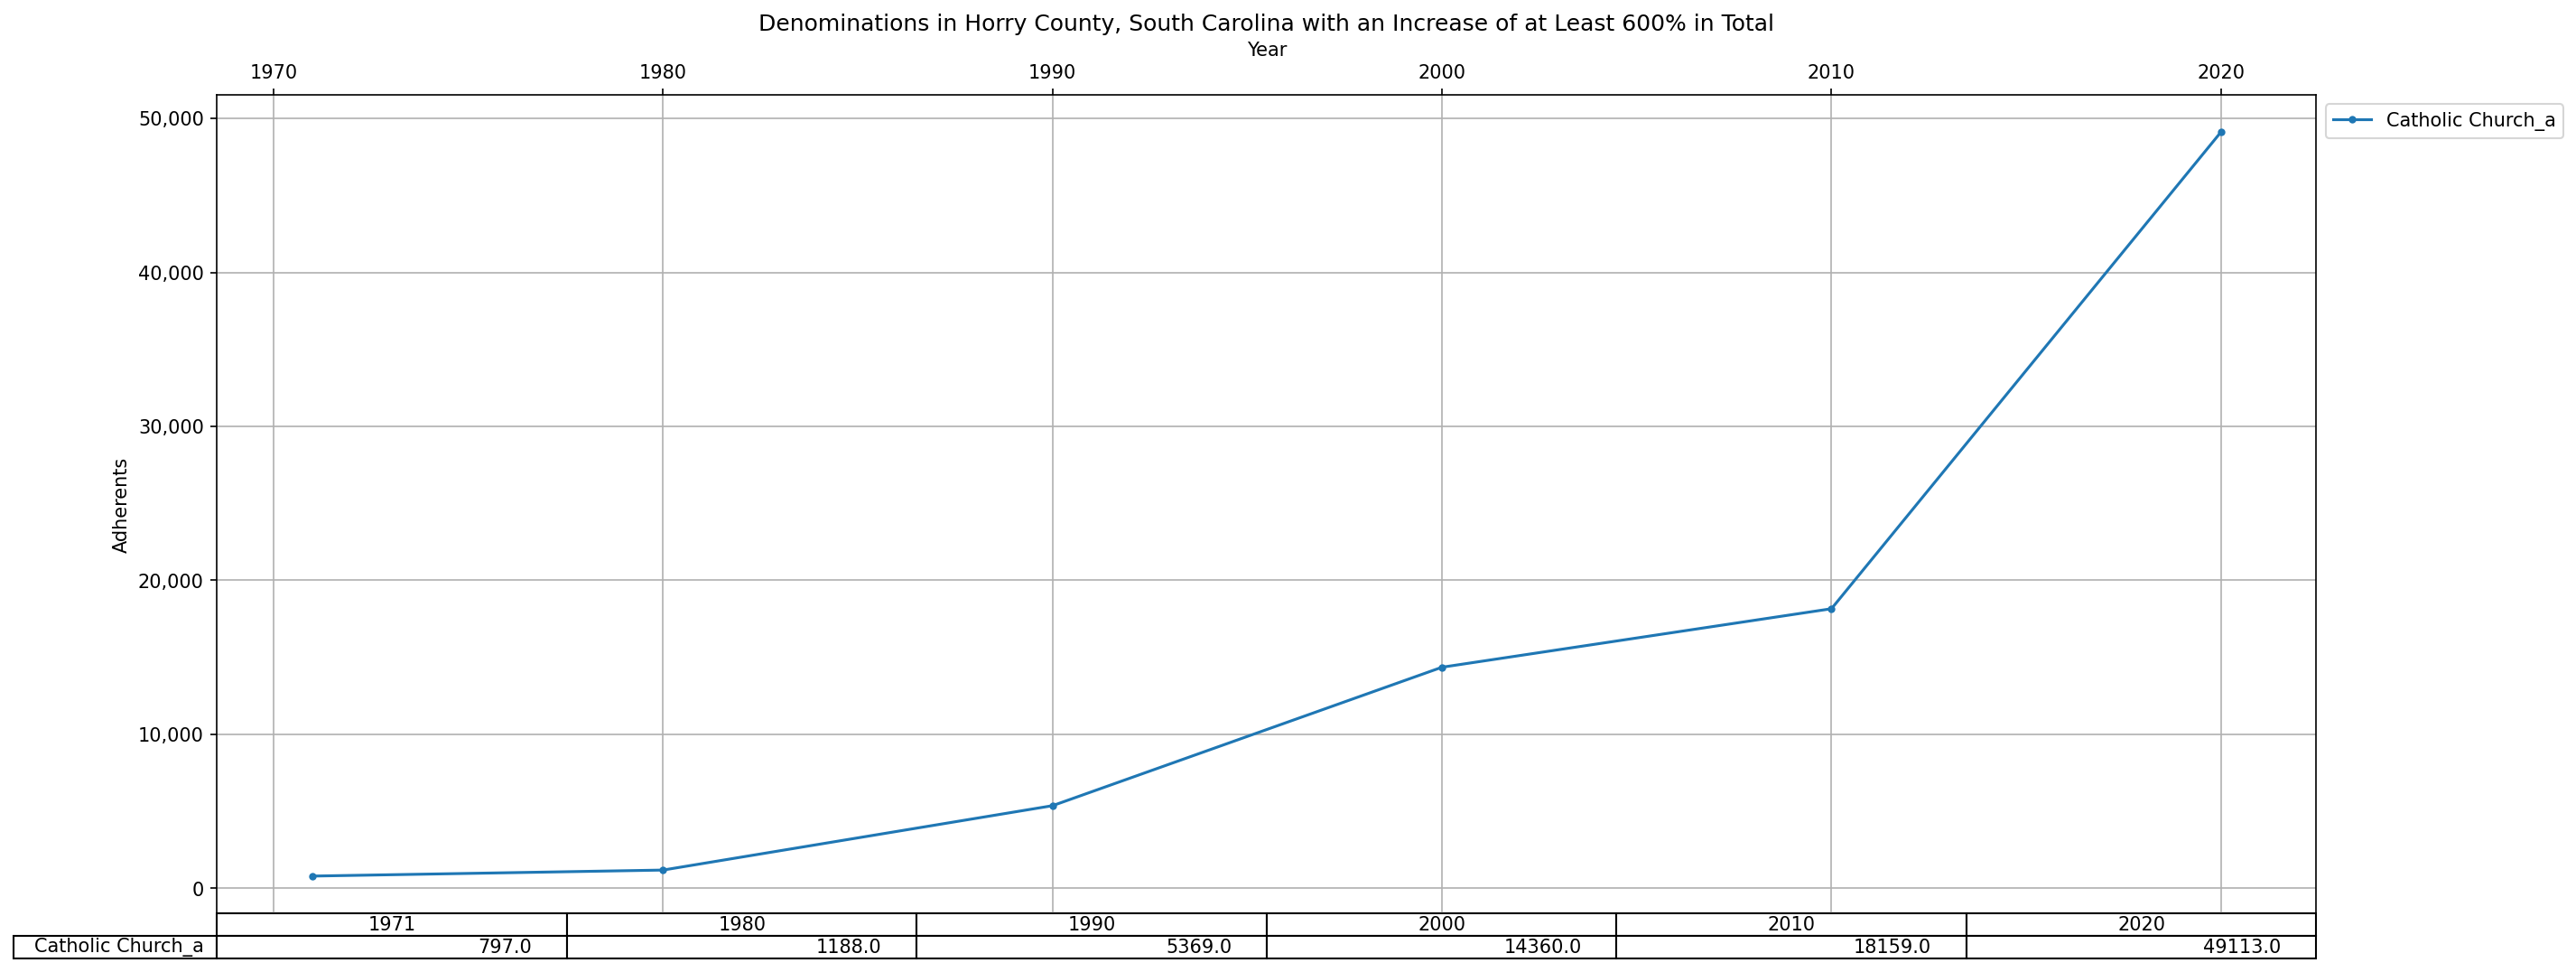 Denominations in Horry County, South Carolina with an Increase of at Least 600% in Total
Year
1970 1980 1990 2000 2010 2020
50,000
40,000
30,000
20,000
10,000
0
Adherents
Catholic Church_a
1971 1980 1990 2000 2010 2020
Catholic Church_a 797.0 1188.0 5369.0 14360.0 18159.0 49113.0